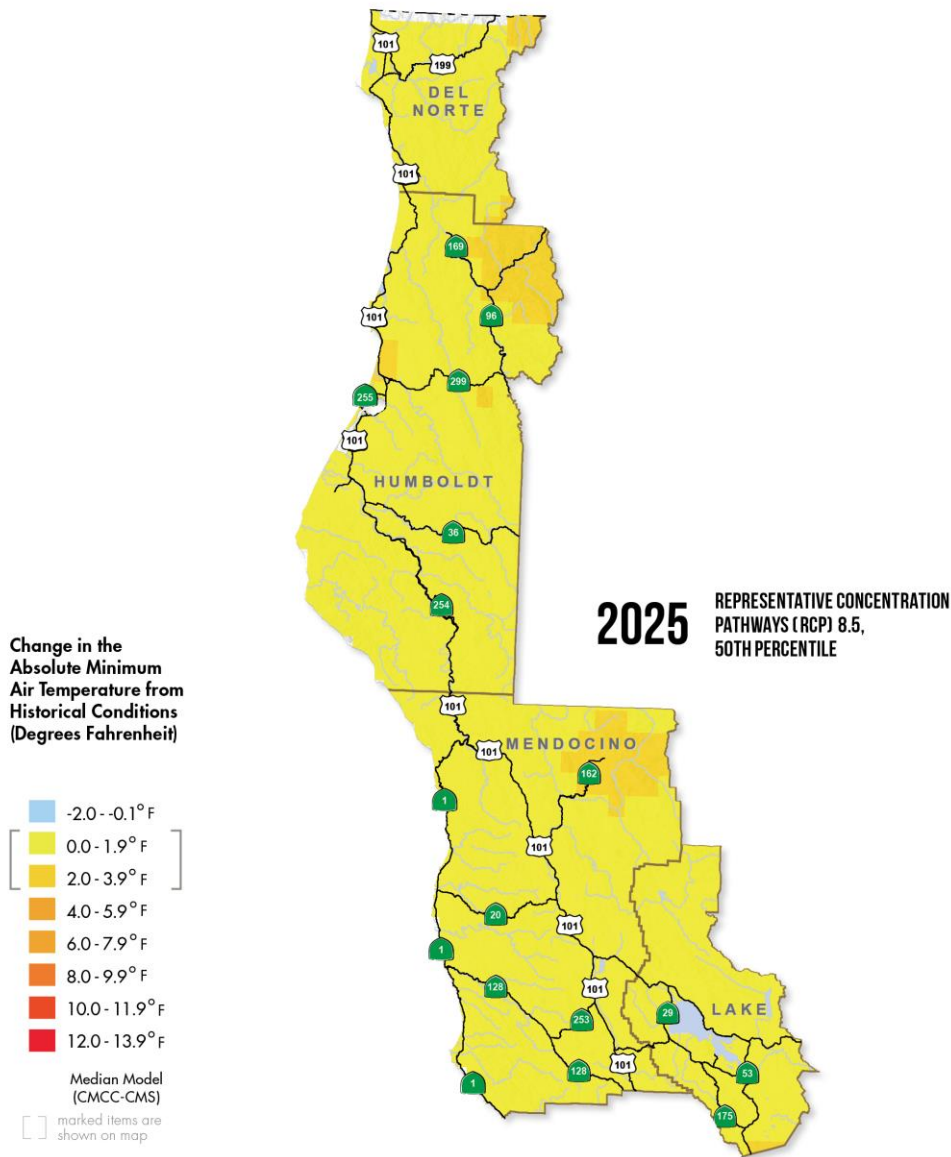 101
199
DEL
NORTE
101
169
101
96
299
255
101
HUMBOLDT
36
254
2025
REPRESENTATIVE CONCENTRATION
PATHWAYS (RCP) 8.5,
50TH PERCENTILE
Change in the
Absolute Minimum
Air Temperature from
Historical Conditions
(Degrees Fahrenheit)
101
101
MENDOCINO
162
1
101
-2.0 - -0.1° F
0.0 - 1.9° F
2.0 - 3.9° F
4.0 - 5.9° F
6.0 - 7.9° F
8.0 - 9.9° F
10.0 - 11.9° F
12.0 - 13.9° F
Median Model
(CMCC-CMS)
[ ] marked items are
shown on map
20
101
1
128
101
29
LAKE
253
101
128
53
1
175